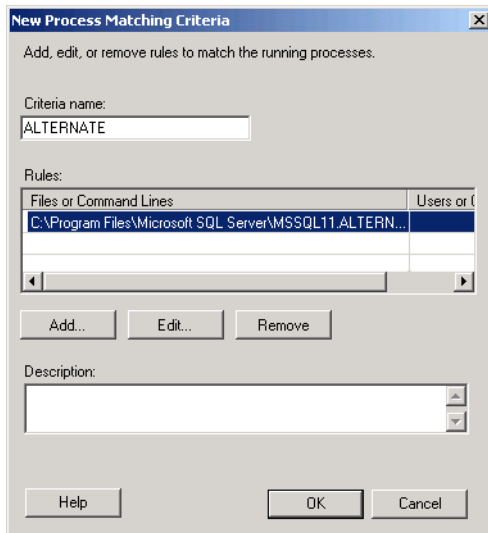 New Process Matching Criteria
Add, edit, or remove rules to match the running processes.
Criteria name:
ALTERNATE
Rules:
Files or Command Lines Users or
C:\Program Files\Microsoft SQL Server\MSSQL11.ALTERN...
Add... Edit... Remove
Description:
Help OK Cancel